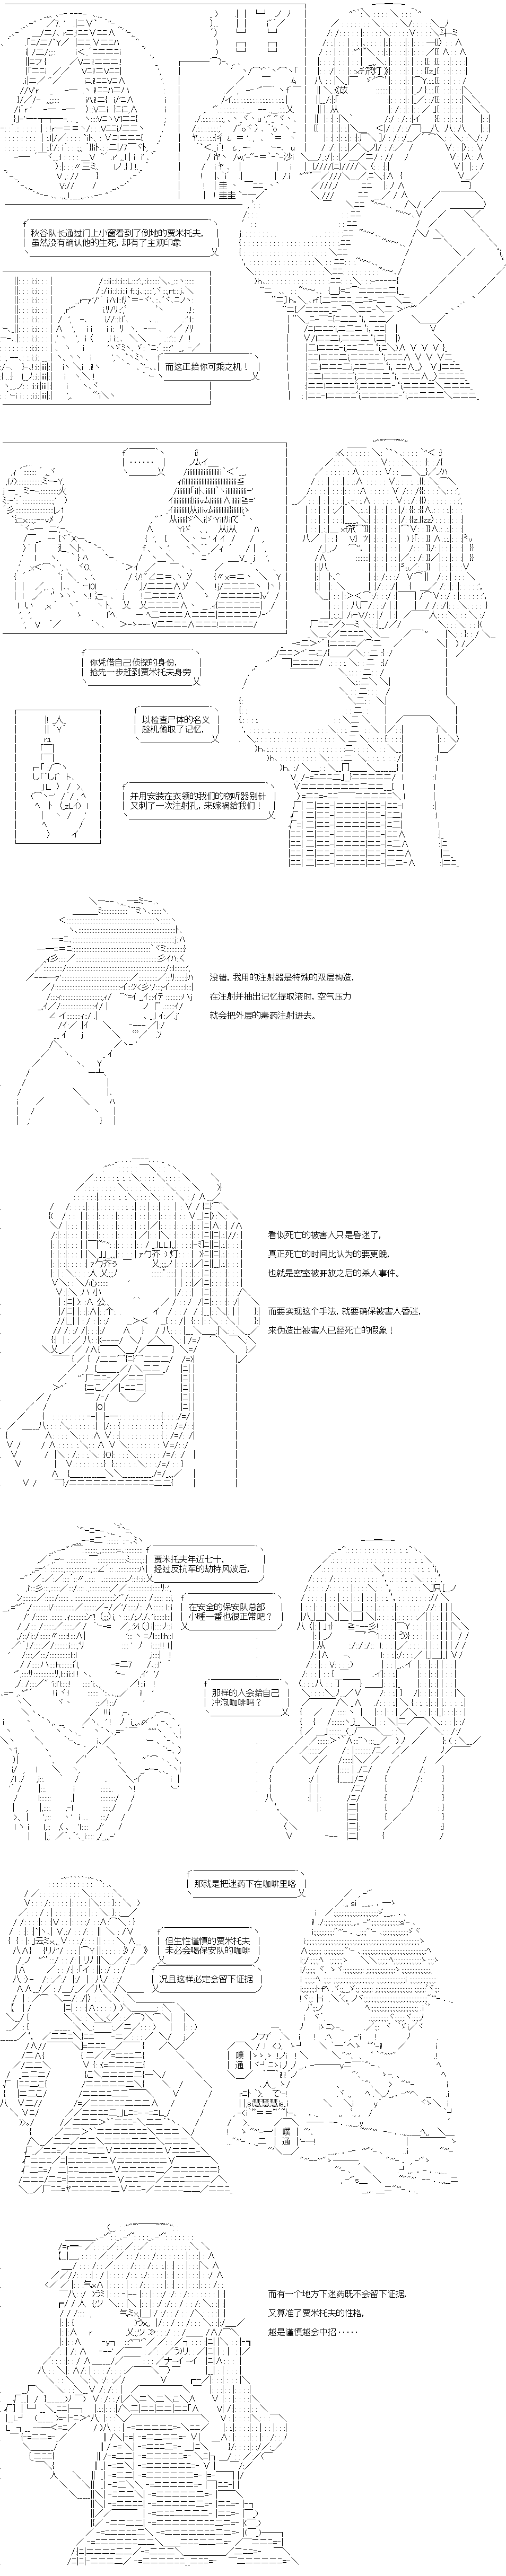 秋谷队长通过门上小窗看到了倒地的贾米托夫，
虽然没有确认他的生死，却有了主观印象
而这正给你可乘之机！
・・・・・・
你凭借自己侦探的身份，
抢先一步赶到贾米托夫身旁
以检查尸体的名义
趁机偷取了记忆，
并用安装在衣领的我们的窃听器别针
又刺了一次注射孔，来嫁祸给我们！
没错，我用的注射器是特殊的双层构造，
在注射并抽出记忆提取液时，空气压力
就会把外层的毒药注射进去。
看似死亡的被害人只是昏迷了，
真正死亡的时间比认为的要更晚，
也就是密室被开放之后的杀人事件。
而要实现这个手法，就要确保被害人昏迷，
来伪造出被害人已经死亡的假象！
贾米托夫年近七十，
经过反抗军的劫持风波后，
在安全的保安队总部
小睡一番也很正常吧？
那样的人会给自己
冲泡咖啡吗？
那就是把迷药下在咖啡里咯
但生性谨慎的贾米托夫
未必会喝保安队的咖啡
况且这样必定会留下证据
噗
通
噗
通
而有一个地方下迷药既不会留下证据，
又算准了贾米托夫的性格，
越是谨慎越会中招・・・・・